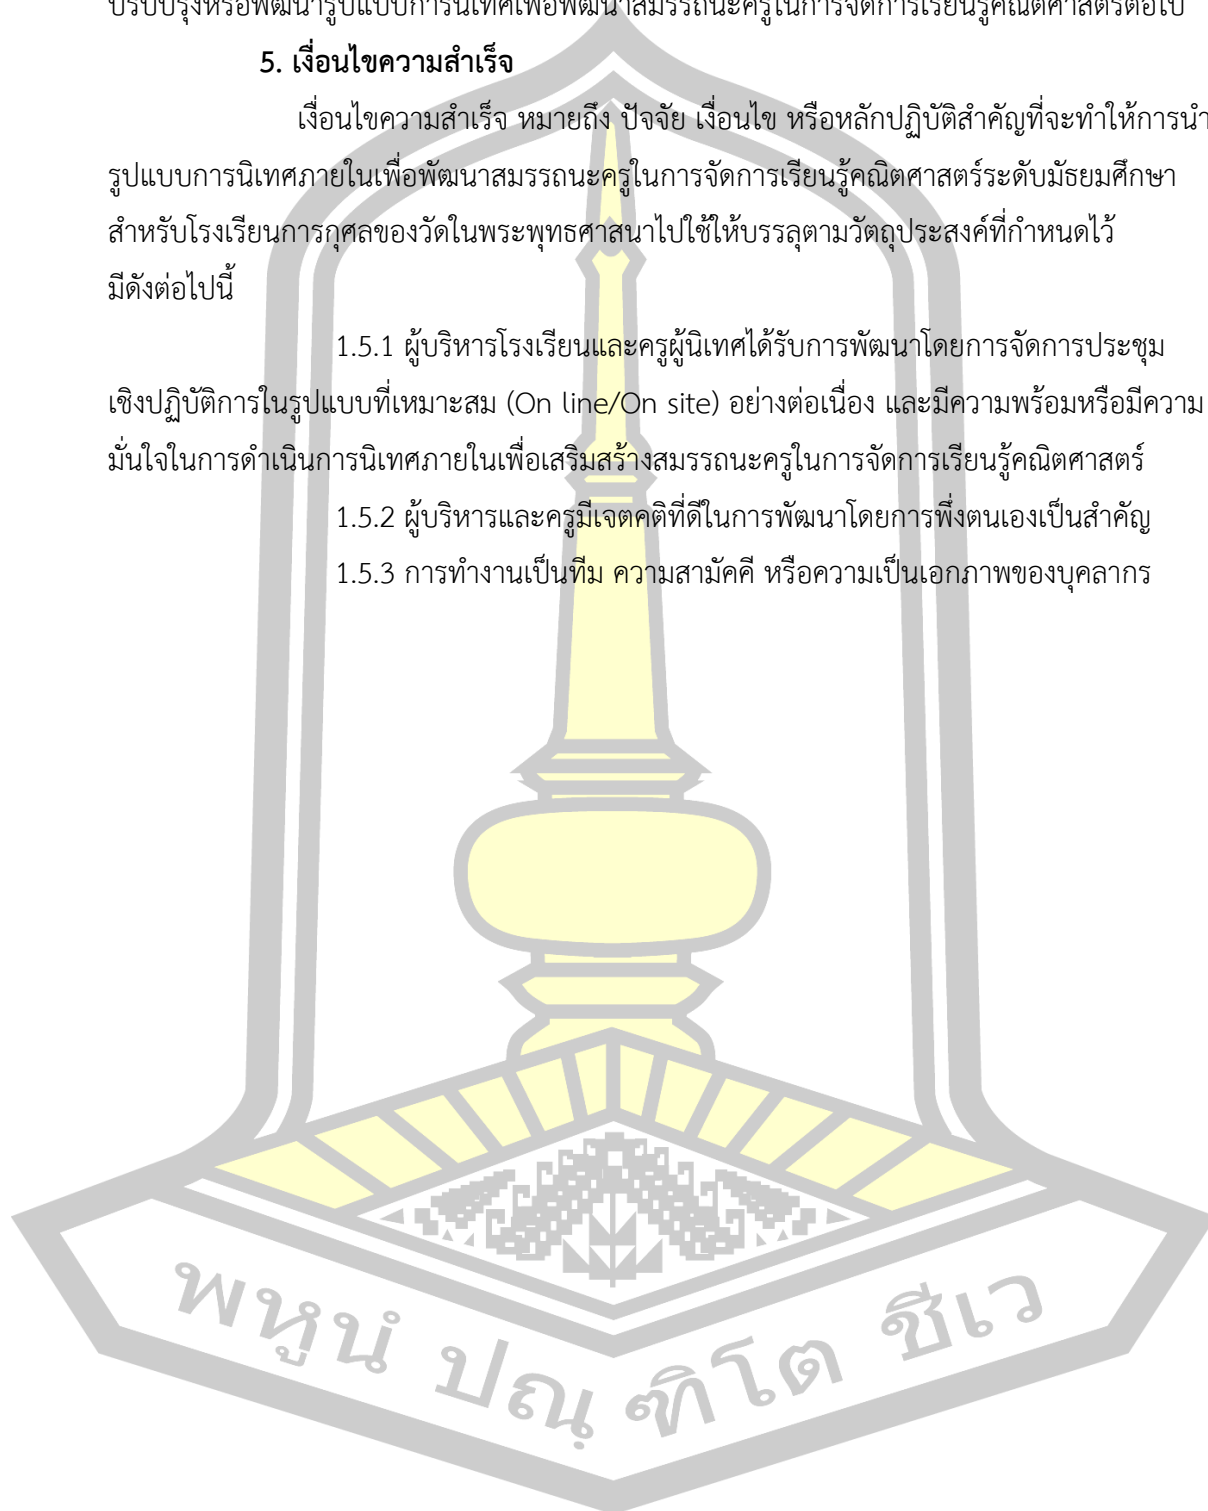 ปรับปรุงหรือพัฒนารูปแบบการนิเทศเพื่อพัฒนาสมรรถนะครูในการจัดการเรียนรู้คณิตศาสตร์ต่อไป
5. เงื่อนไขความสำเร็จ
เงื่อนไขความสำเร็จ หมายถึง ปัจจัย เงื่อนไข หรือหลักปฏิบัติสำคัญที่จะทำให้การนำ
รูปแบบการนิเทศภายในเพื่อพัฒนาสมรรถนะครูในการจัดการเรียนรู้คณิตศาสตร์ระดับมัธยมศึกษา
สำหรับโรงเรียนการกุศลของวัดในพระพุทธศาสนาไปใช้ให้บรรลุตามวัตถุประสงค์ที่กำหนดไว้
มีดังต่อไปนี้
1.5.1 ผู้บริหารโรงเรียนและครูผู้นิเทศได้รับการพัฒนาโดยการจัดการประชุม
เชิงปฏิบัติการในรูปแบบที่เหมาะสม (On line/On site) อย่างต่อเนื่อง และมีความพร้อมหรือมีความ
มั่นใจในการดำเนินการนิเทศภายในเพื่อเสริมสร้างสมรรถนะครูในการจัดการเรียนรู้คณิตศาสตร์
1.5.2 ผู้บริหารและครูมีเจตคติที่ดีในการพัฒนาโดยการพึ่งตนเองเป็นสำคัญ
1.5.3 การทำงานเป็นทีม ความสามัคคี หรือความเป็นเอกภาพของบุคลากร
พหูนํ ปณฺ ฑิโต ชีเว